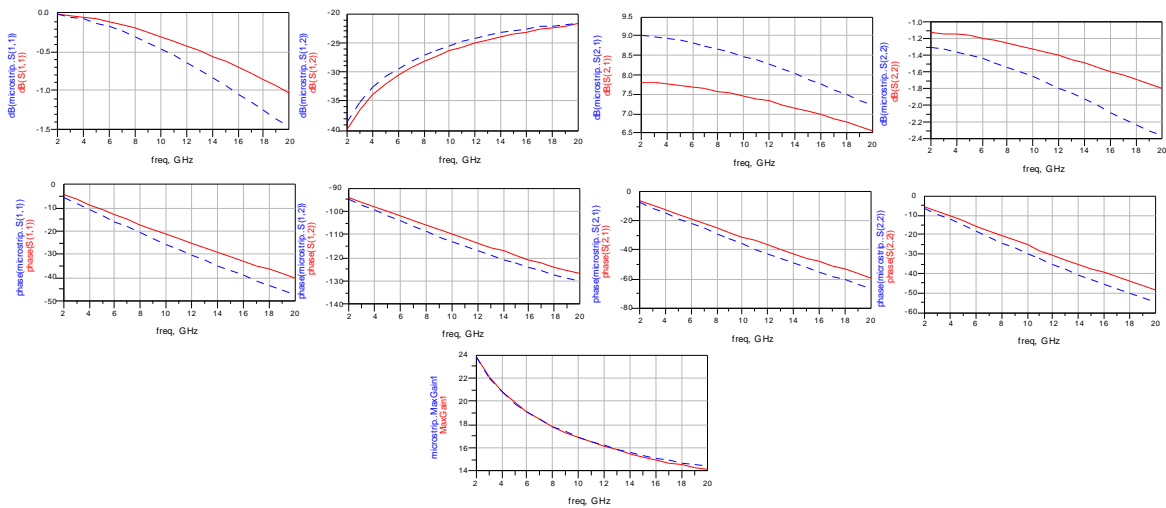 dB(microstrip..S(1,1))
dB(S(1,1))
0.0
-0.5
-1.0
-1.5
2 4 6 8 10 12 14 16 18 20
freq, GHz
dB(microstrip..S(1,2))
dB(S(1,2))
-20
-25
-30
-35
-40
2 4 6 8 10 12 14 16 18 20
freq, GHz
dB(microstrip..S(2,1))
dB(S(2,1))
9.5
9.0
8.5
8.0
7.5
7.0
6.5
2 4 6 8 10 12 14 16 18 20
freq, GHz
dB(microstrip..S(2,2))
dB(S(2,2))
-1.0
-1.2
-1.4
-1.6
-1.8
-2.0
-2.2
-2.4
2 4 6 8 10 12 14 16 18 20
freq, GHz
phase(microstrip..S(1,1))
phase(S(1,1))
0
-10
-20
-30
-40
-50
2 4 6 8 10 12 14 16 18 20
freq, GHz
phase(microstrip..S(1,2))
phase(S(1,2))
-90
-100
-110
-120
-130
-140
2 4 6 8 10 12 14 16 18 20
freq, GHz
phase(microstrip..S(2,1))
phase(S(2,1))
0
-20
-40
-60
-80
2 4 6 8 10 12 14 16 18 20
freq, GHz
phase(microstrip..S(2,2))
phase(S(2,2))
0
-10
-20
-30
-40
-50
-60
2 4 6 8 10 12 14 16 18 20
freq, GHz
microstrip..MaxGain1
MaxGain1
24
22
20
18
16
14
2 4 6 8 10 12 14 16 18 20
freq, GHz